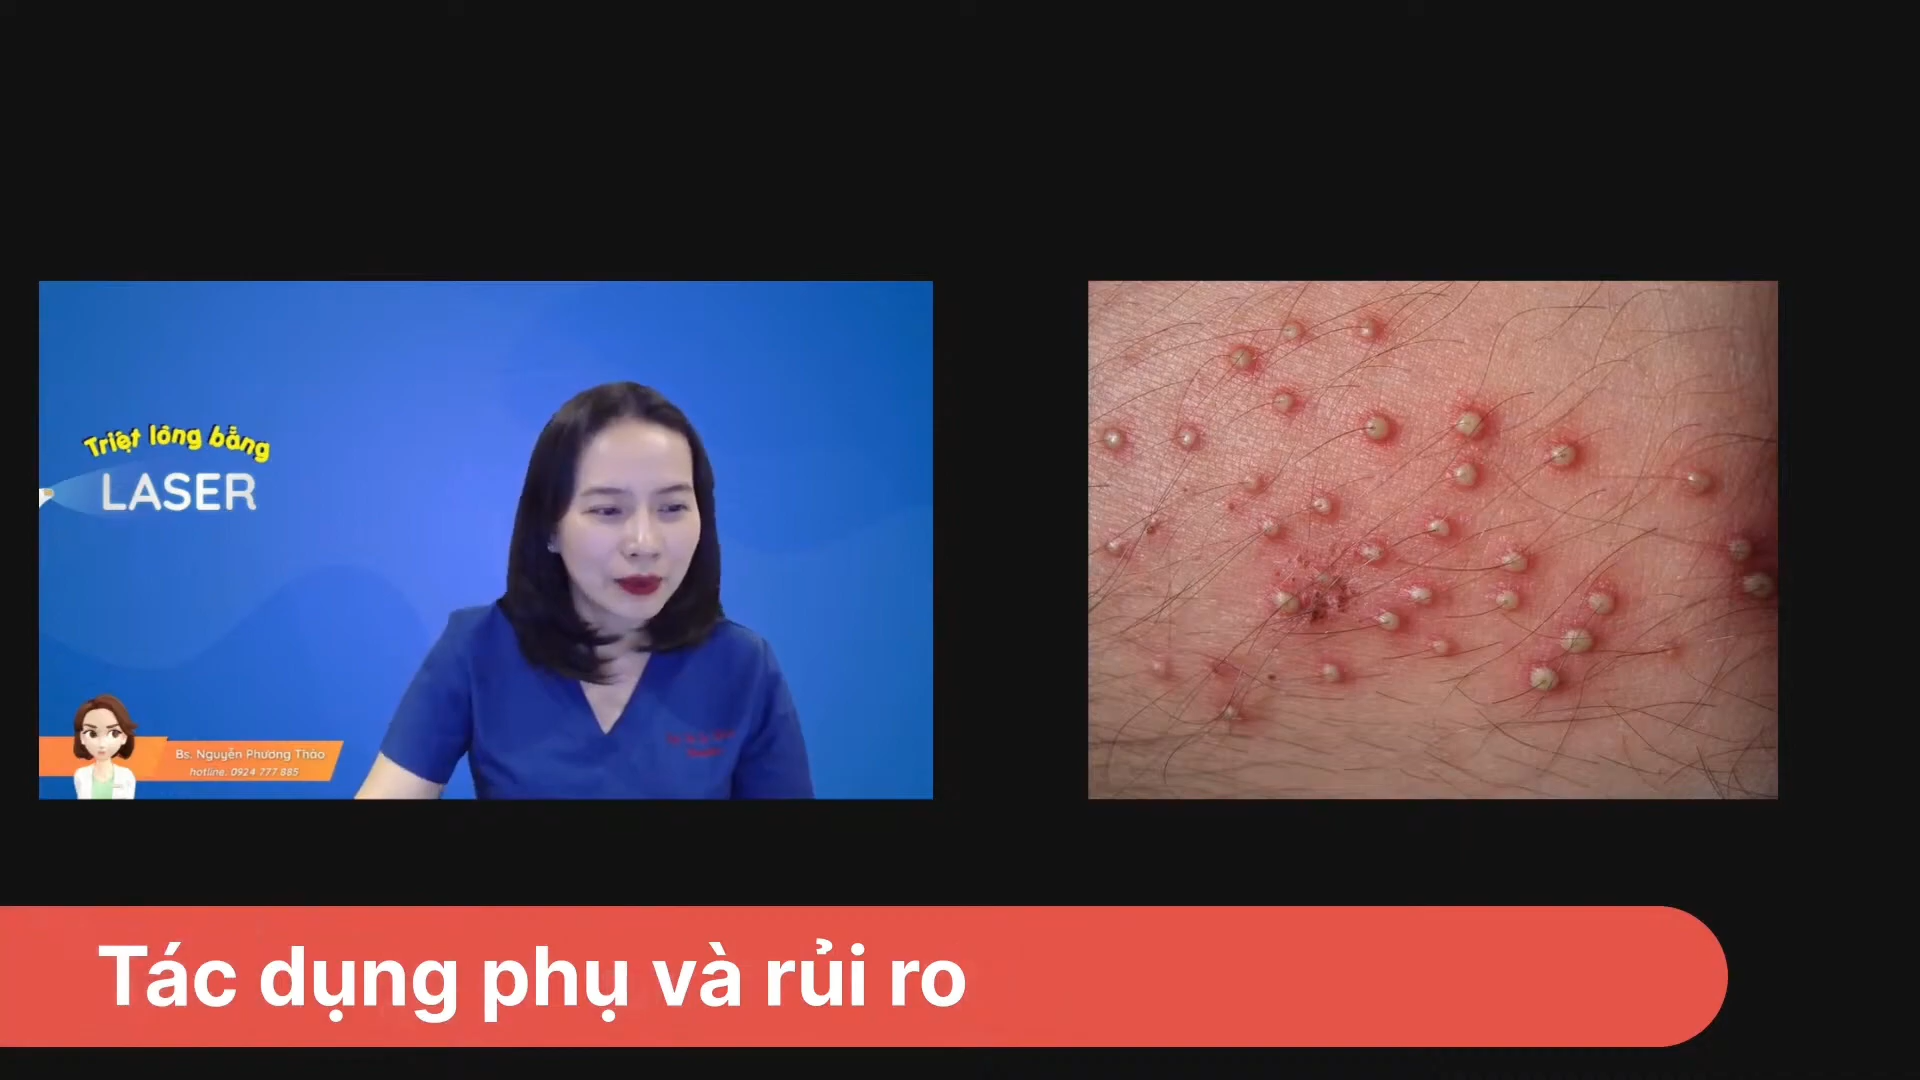 Triệt lông bằng
LASER
Bs. Nguyễn Phương Thảo
hotline. 0924 777 885
Tác dụng phụ và rủi ro